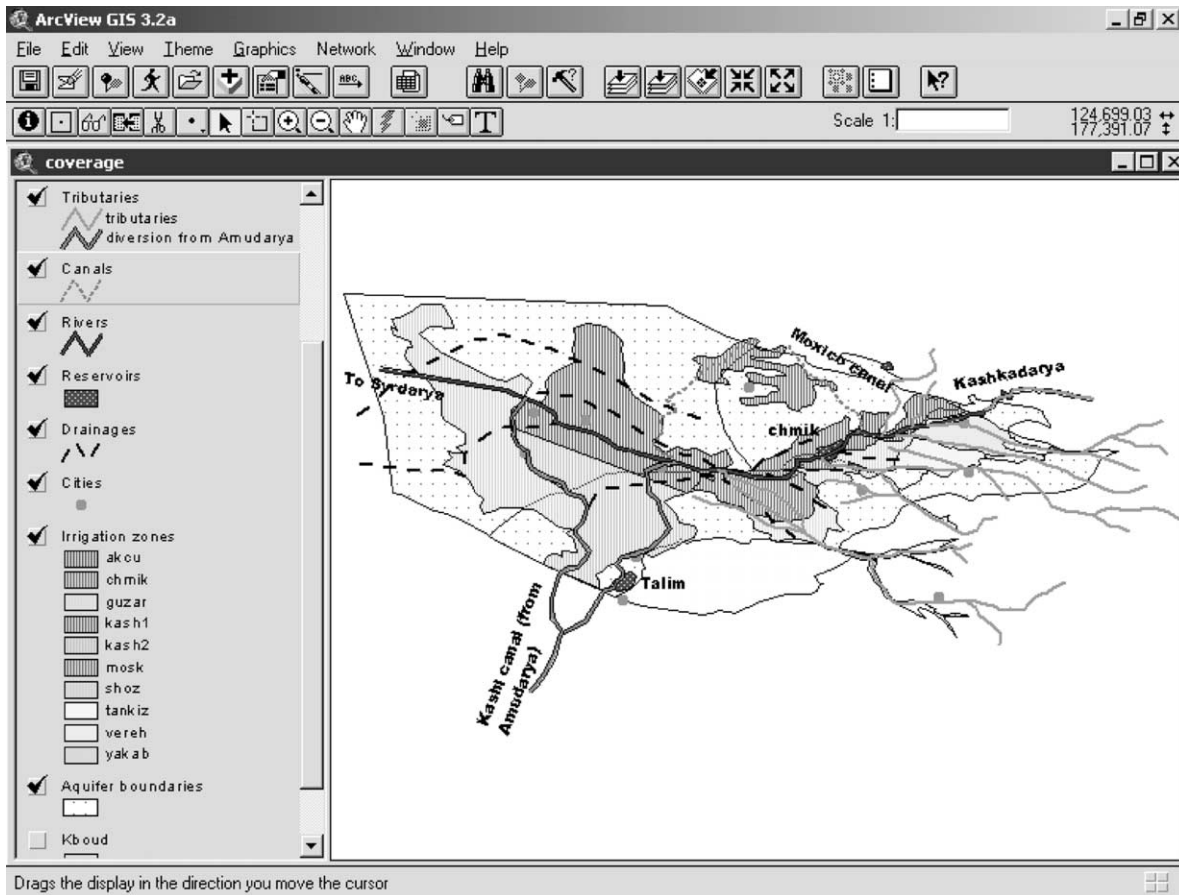 ArcView GIS 3.2a
File Edit View Theme Graphics Network Window Help
ABC
T
Scale 1:
124,699.03
177,391.07
coverage
Tributaries
tributaries
diversion from Amudarya
Canals
Rivers
Reservoirs
Drainages
Cities
Irrigation zones
akcu
chmik
guzar
kash1
kash2
mosk
shoz
tankiz
vereh
yakab
Aquifer boundaries
Kboud
To Syrdarya
Moxico canal
Kashkadarya
chmik
Talim
Kashi canal (from
Amudarya)
Drags the display in the direction you move the cursor